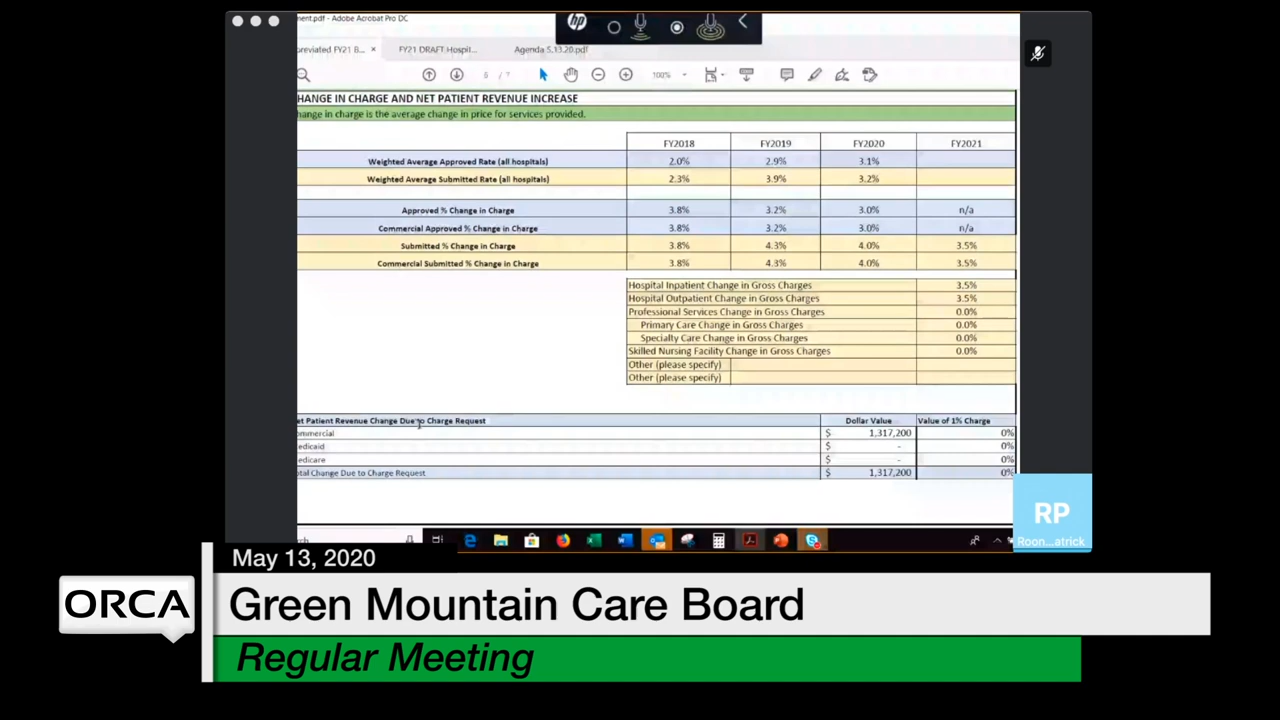 ment.pdf - Adobe Acrobat Pro DC
hp
breviated FY21 B... × FY21 DRAFT Hospit... Agenda 5.13.20.pdf
6 / 7 100%
HANGE IN CHARGE AND NET PATIENT REVENUE INCREASE
hange in charge is the average change in price for services provided.
FY2018 FY2019 FY2020 FY2021
Weighted Average Approved Rate (all hospitals) 2.0% 2.9% 3.1%
Weighted Average Submitted Rate (all hospitals) 2.3% 3.9% 3.2%
Approved % Change in Charge 3.8% 3.2% 3.0% n/a
Commercial Approved % Change in Charge 3.8% 3.2% 3.0% n/a
Submitted % Change in Charge 3.8% 4.3% 4.0% 3.5%
Commercial Submitted % Change in Charge 3.8% 4.3% 4.0% 3.5%
Hospital Inpatient Change in Gross Charges 3.5%
Hospital Outpatient Change in Gross Charges 3.5%
Professional Services Change in Gross Charges 0.0%
Primary Care Change in Gross Charges 0.0%
Specialty Care Change in Gross Charges 0.0%
Skilled Nursing Facility Change in Gross Charges 0.0%
Other (please specify)
Other (please specify)
et Patient Revenue Change Due to Charge Request Dollar Value Value of 1% Charge
ommercial $ 1,317,200 0%
edicaid $ - 0%
edicare $ - 0%
otal Change Due to Charge Request $ 1,317,200 0%
RP
Roon...atrick
rch
May 13, 2020
ORCA
Green Mountain Care Board
Regular Meeting